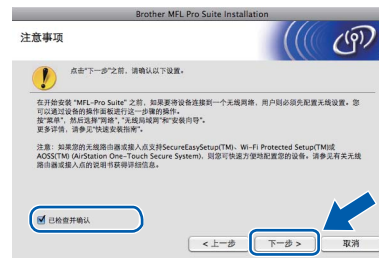 Brother MFL Pro Suite Installation
注意事项
点击“下一步”之前，请确认以下设置。
在开始安装 “MFL-Pro Suite” 之前，如果要将设备连接到一个无线网络，用户则必须先配置无线设置。您
可以通过设备的操作面板进行这一步骤的操作。
按“菜单”，然后选择“网络”，“无线局域网”和“安装向导”。
更多详情，请参见“快速安装指南”。
注意：如果您的无线路由器或接入点支持SecureEasySetup(TM)、Wi-Fi Protected Setup(TM)或
AOSS(TM) (AirStation One-Touch Secure System)，则您可快速方便地配置您的设备。请参见有关无线
路由器或接入点的说明书获得详细信息。
已检查并确认
< 上一步
下一步 >
取消